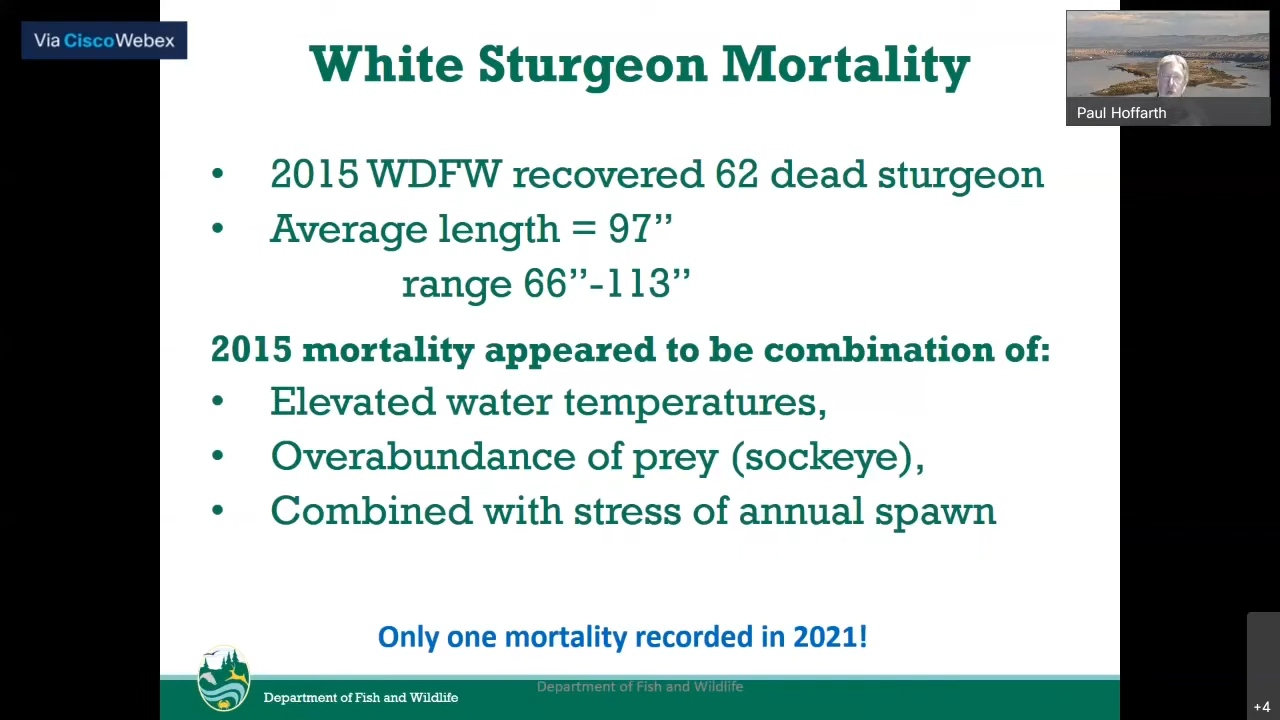 Via Cisco Webex
White Sturgeon Mortality
Paul Hoffarth
• 2015 WDFW recovered 62 dead sturgeon
• Average length = 97”
range 66”-113”
2015 mortality appeared to be combination of:
• Elevated water temperatures,
• Overabundance of prey (sockeye),
• Combined with stress of annual spawn
Only one mortality recorded in 2021!
Department of Fish and Wildlife
Department of Fish and Wildlife
+4